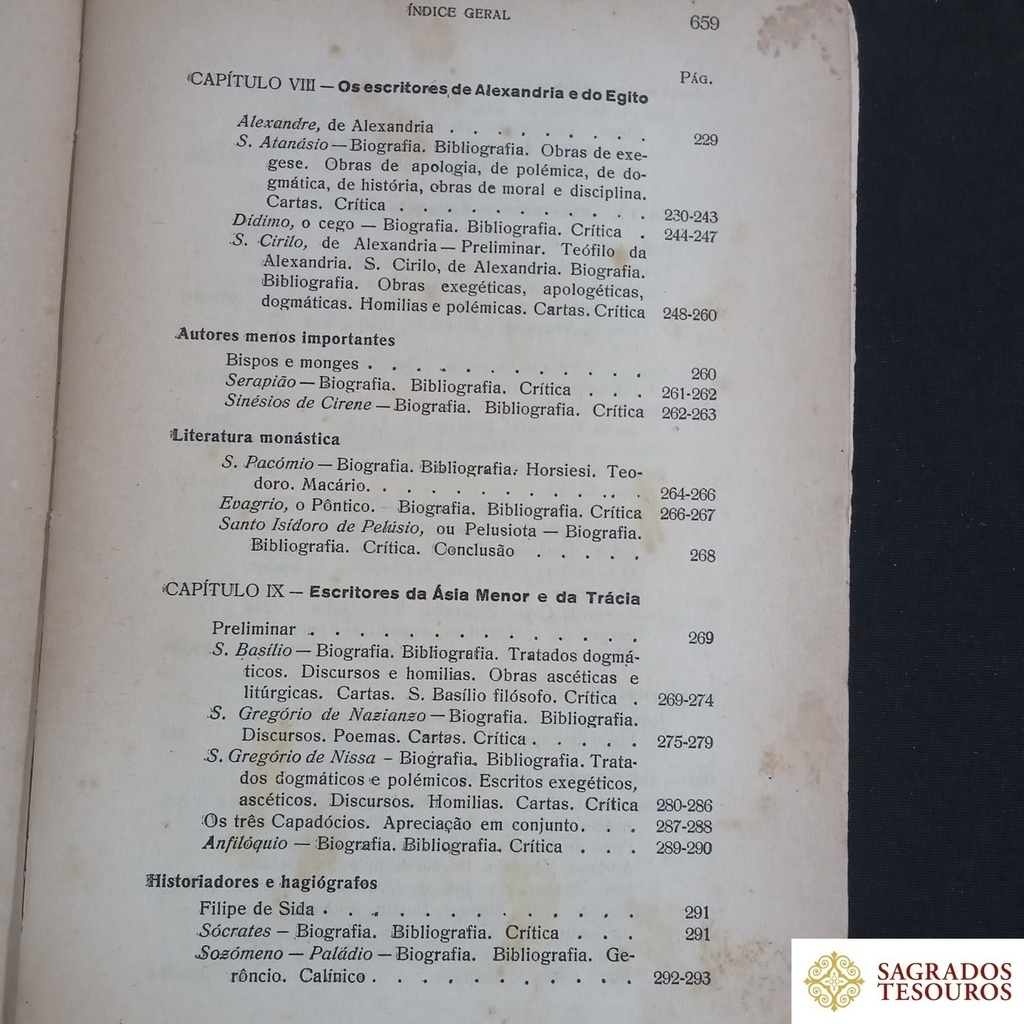 ÍNDICE GERAL 659
PÁG.
CAPÍTULO VIII — Os escritores de Alexandria e do Egito
Alexandre, de Alexandria . . . . . . . . . 229
S. Atanásio — Biografia. Bibliografia. Obras de exe-
gese. Obras de apologia, de polémica, de do-
gmática, de história, obras de moral e disciplina.
Cartas. Crítica . . . . . . . . . . . 230-243
Dídimo, o cego — Biografia. Bibliografia. Crítica . 244-247
S. Cirilo, de Alexandria — Preliminar. Teófilo da
Alexandria. S. Cirilo, de Alexandria. Biografia.
Bibliografia. Obras exegéticas, apologéticas,
dogmáticas. Homilias e polémicas. Cartas. Crítica 248-260
Autores menos importantes
Bispos e monges . . . . . . . . . . . . 260
Serapião — Biografia. Bibliografia. Crítica . . . 261-262
Sinésios de Cirene — Biografia. Bibliografia. Crítica 262-263
Literatura monástica
S. Pacómio — Biografia. Bibliografia. Horsiesi. Teo-
doro. Macário. . . . . . . . . . . . . 264-266
Evagrio, o Pôntico. Biografia. Bibliografia. Crítica 266-267
Santo Isídoro de Pelúsio, ou Pelusiota — Biografia.
Bibliografia. Crítica. Conclusão . . . . . 268
CAPÍTULO IX — Escritores da Ásia Menor e da Trácia
Preliminar . . . . . . . . . . . . . . 269
S. Basílio — Biografia. Bibliografia. Tratados dogmá-
ticos. Discursos e homilias. Obras ascéticas e
litúrgicas. Cartas. S. Basílio filósofo. Crítica . 269-274
S. Gregório de Nazianzo — Biografia. Bibliografia.
Discursos. Poemas. Cartas. Crítica . . . . . 275-279
S. Gregório de Nissa – Biografia. Bibliografia. Trata-
dos dogmáticos e polémicos. Escritos exegéticos,
ascéticos. Discursos. Homilias. Cartas. Crítica 280-286
Os três Capadócios. Apreciação em conjunto. . . 287-288
Anfilóquio — Biografia. Bibliografia. Crítica . . . 289-290
Historiadores e hagiógrafos
Filipe de Sida . . . . . . . . . . . . . 291
Sócrates – Biografia. Bibliografia. Crítica . . . 291
Sozómeno — Paládio — Biografia. Bibliografia. Ge-
rôncio. Calínico . . . . . . . . . . . 292-293
SAGRADOS
TESOUROS